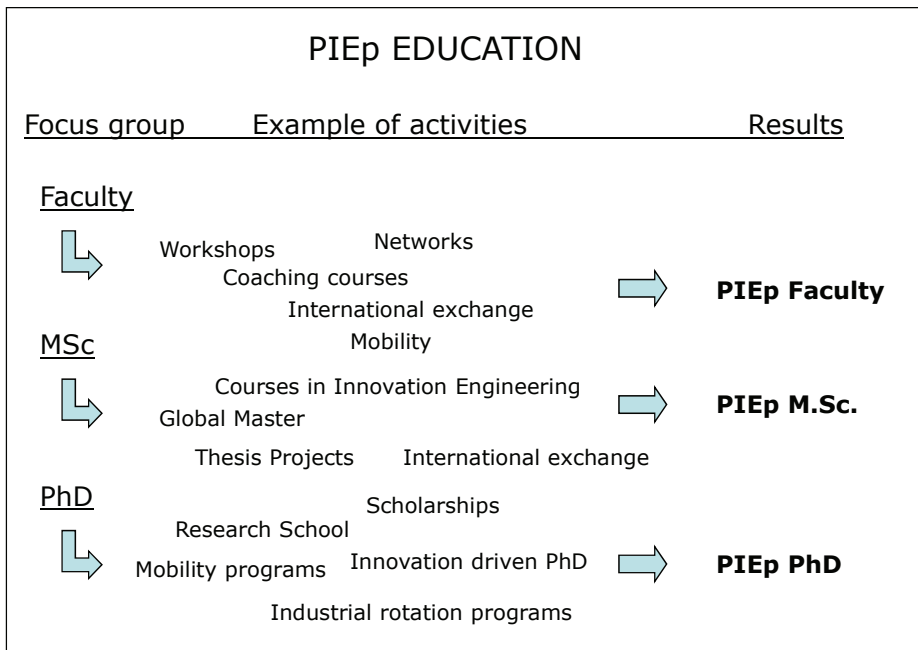 PIEp EDUCATION
Focus group Example of activities Results
Faculty
Networks
Workshops
Coaching courses
PIEp Faculty
International exchange
Mobility
MSc
Courses in Innovation Engineering
PIEp M.Sc.
Global Master
Thesis Projects International exchange
PhD
Scholarships
Research School
Innovation driven PhD
Mobility programs
PIEp PhD
Industrial rotation programs